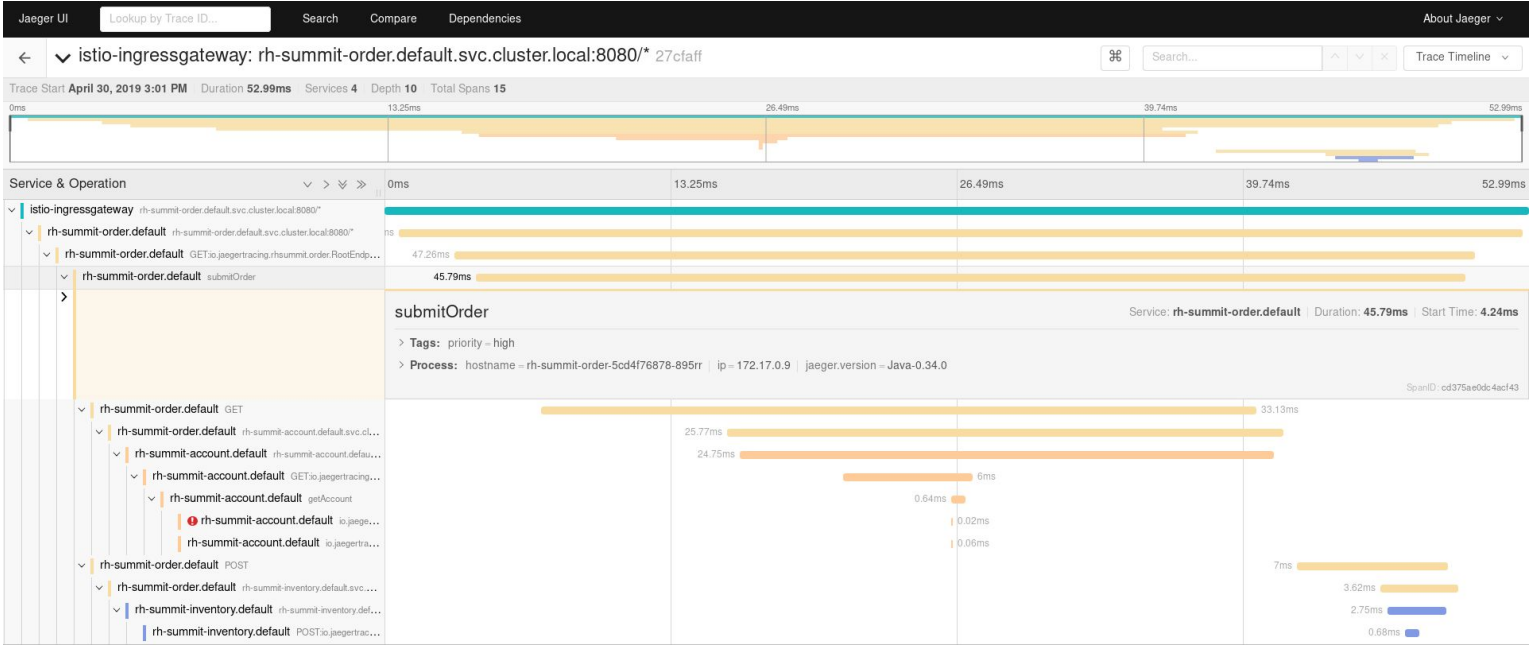 Jaeger UI Lookup by Trace ID... Search Compare Dependencies About Jaeger
istio-ingressgateway: rh-summit-order.default.svc.cluster.local:8080/* 27cfaff Search... Trace Timeline
Trace Start April 30, 2019 3:01 PM Duration 52.99ms Services 4 Depth 10 Total Spans 15
0ms 13.25ms 26.49ms 39.74ms 52.99ms
Service & Operation 0ms 13.25ms 26.49ms 39.74ms 52.99ms
istio-ingressgateway rh-summit-order.default.svc.cluster.local:8080/*
rh-summit-order.default rh-summit-order.default.svc.cluster.local:8080/* ns
rh-summit-order.default GET:io.jaegertracing.rhsummit.order.RootEndp... 47.26ms
rh-summit-order.default submitOrder 45.79ms
submitOrder Service: rh-summit-order.default | Duration: 45.79ms | Start Time: 4.24ms
> Tags: priority = high
> Process: hostname = rh-summit-order-5cd4f76878-895rr | ip = 172.17.0.9 | jaeger.version = Java-0.34.0
SpanID: cd375ae0dc4acf43
rh-summit-order.default GET 33.13ms
rh-summit-order.default rh-summit-account.default.svc.cl... 25.77ms
rh-summit-account.default rh-summit-account.defau... 24.75ms
rh-summit-account.default GET:io.jaegertracing... 6ms
rh-summit-account.default getAccount 0.64ms
rh-summit-account.default io.jaege... 0.02ms
rh-summit-account.default io.jaegertra... 0.06ms
rh-summit-order.default POST 7ms
rh-summit-order.default rh-summit-inventory.default.svc.... 3.62ms
rh-summit-inventory.default rh-summit-inventory.def... 2.75ms
rh-summit-inventory.default POST:io.jaegertrac... 0.68ms